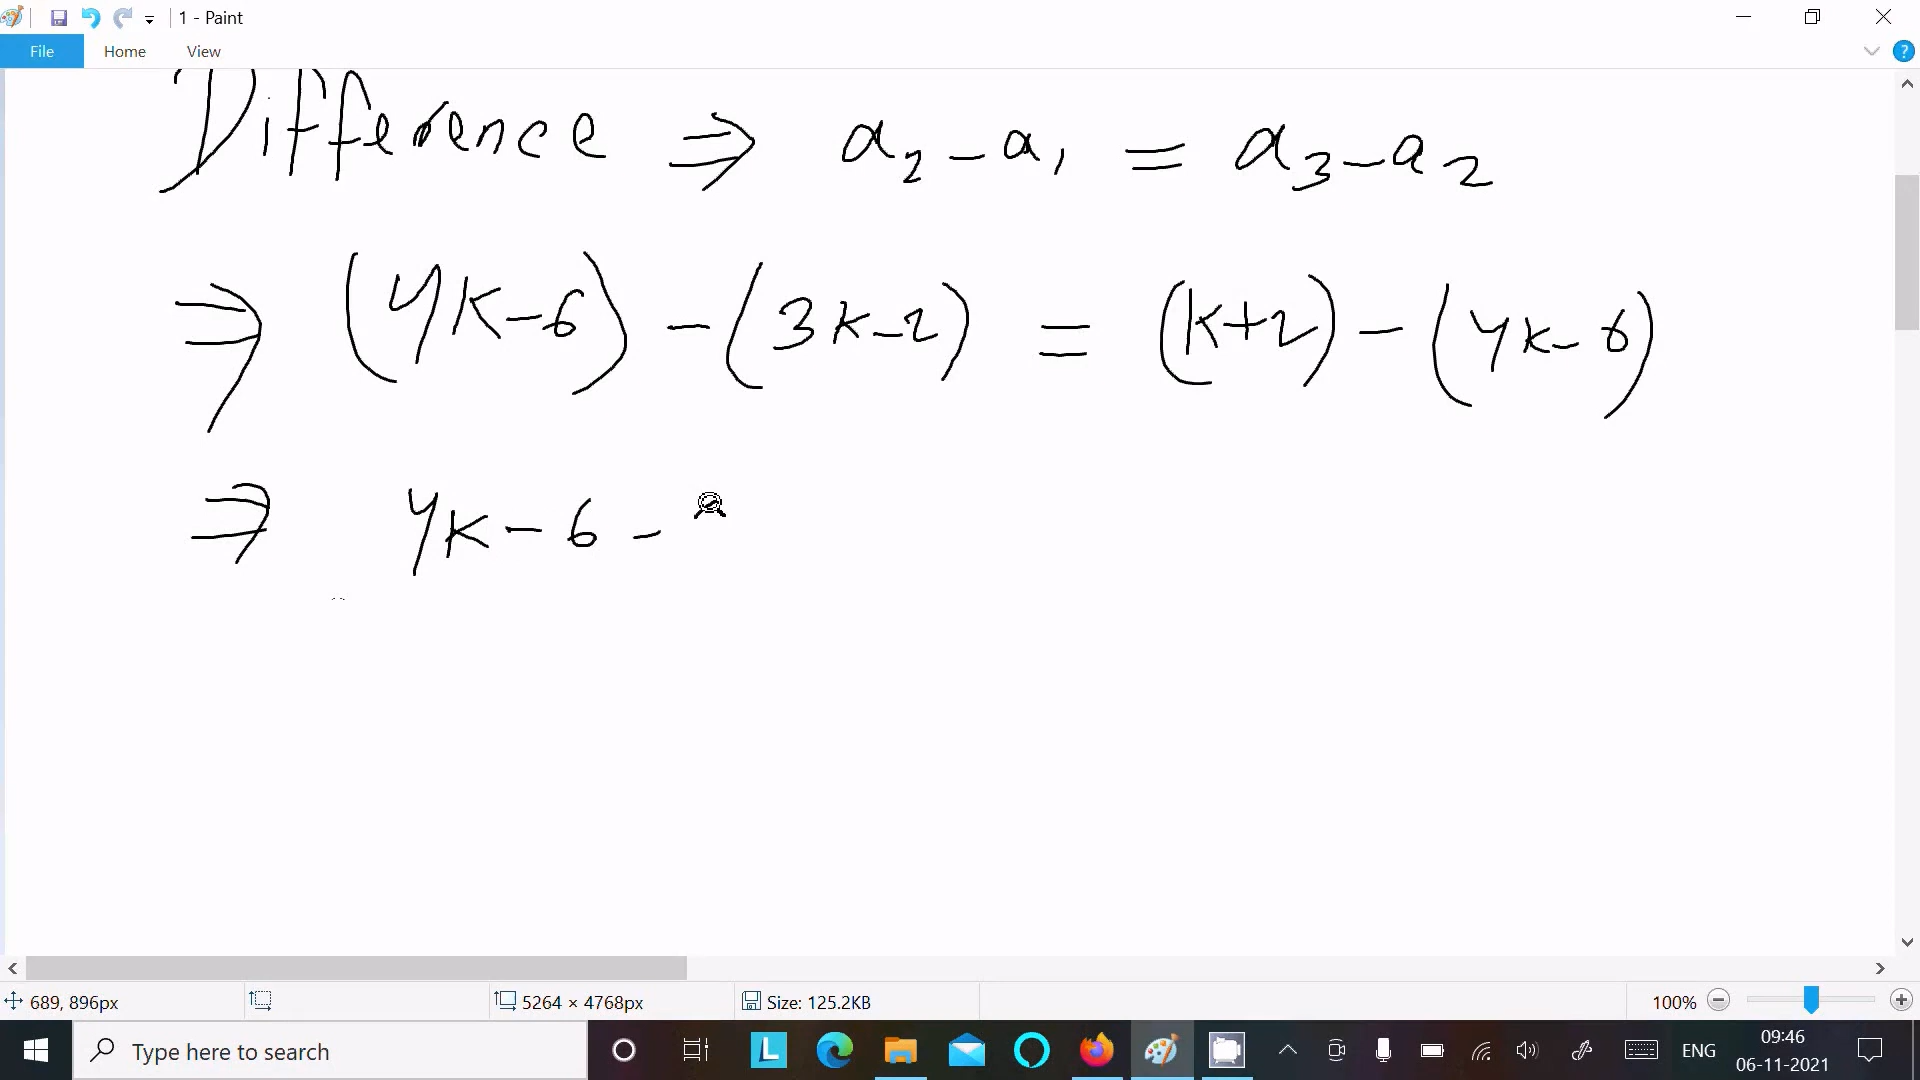 1 - Paint
File Home View
Difference ⇒ a₂ - a₁ = a₃ - a₂
⇒ (4k-6) - (3k-2) = (k+2) - (4k-6)
⇒ 4k - 6 -
689, 896px 5264 × 4768px Size: 125.2KB 100%
Type here to search L ENG 09:46
06-11-2021